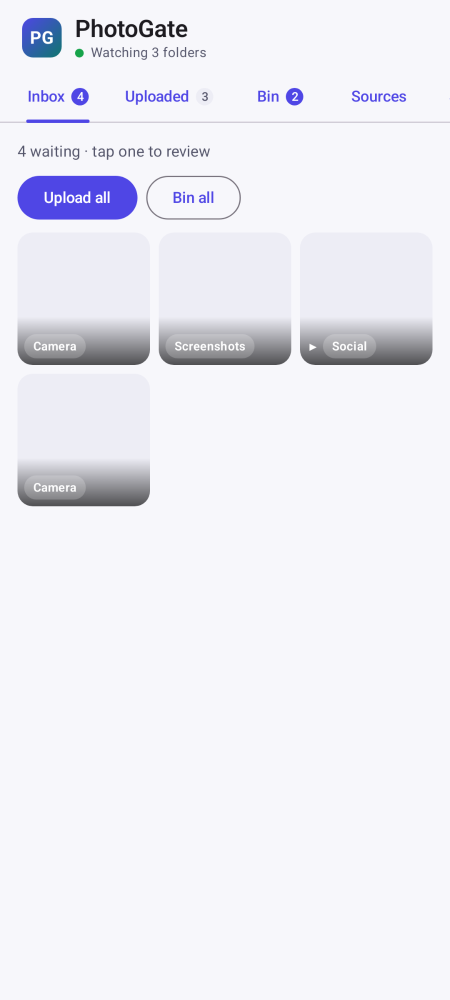 PG
PhotoGate
Watching 3 folders
Inbox 4
Uploaded 3
Bin 2
Sources
4 waiting · tap one to review
Upload all
Bin all
Camera
Screenshots
▶ Social
Camera